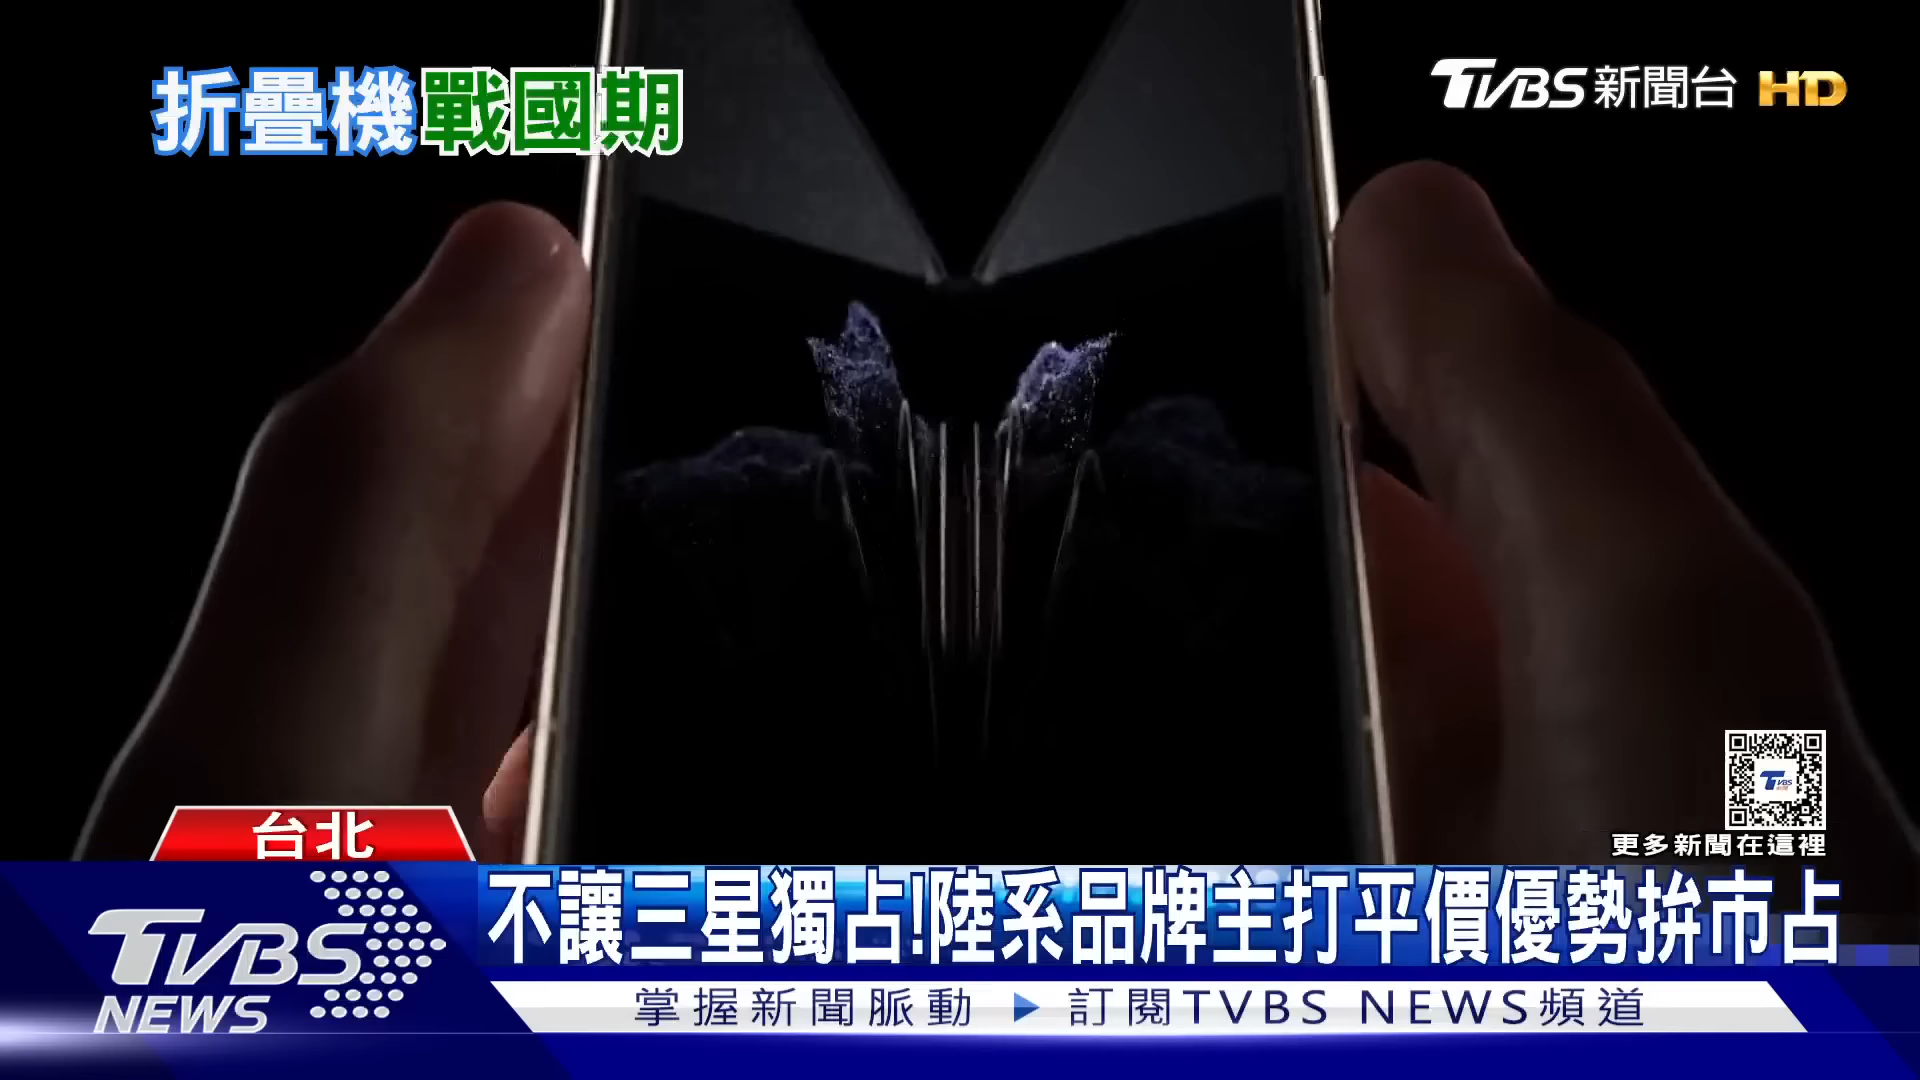 折疊機戰國期
TVBS新聞台 HD
TVBS
新聞
更多新聞在這裡
台北
不讓三星獨占!陸系品牌主打平價優勢拚市占
TVBS
NEWS
掌握新聞脈動 ▶ 訂閱TVBS NEWS頻道